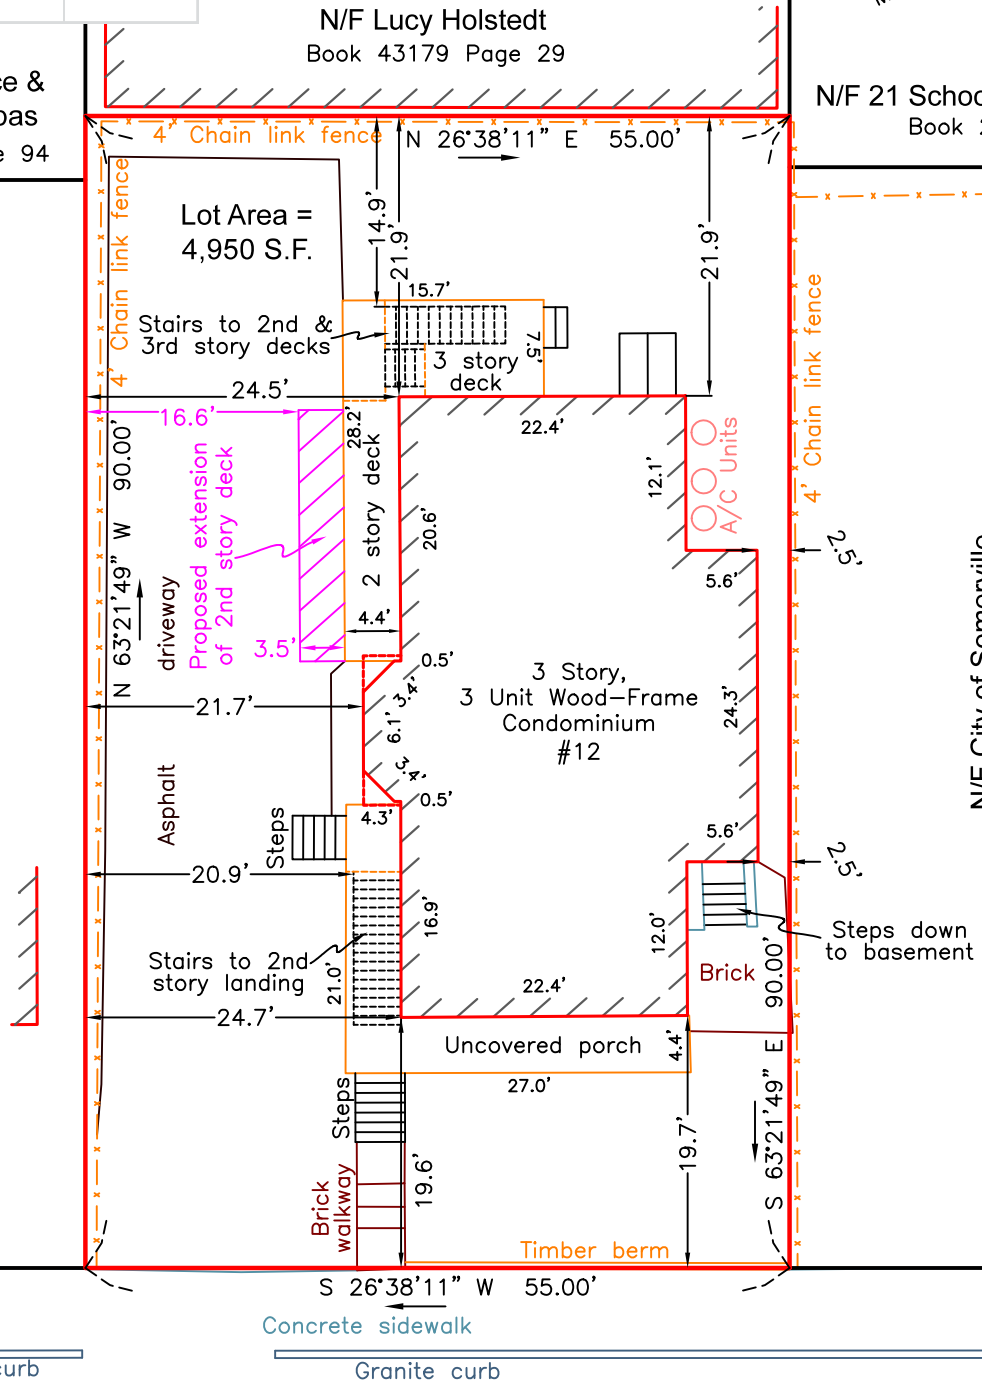 N/F Lucy Holstedt
Book 43179 Page 29
ce &
oas
e 94
N/F 21 Schoo
Book 2
4' Chain link fence
N 26°38'11" E 55.00'
4' Chain link fence
Lot Area =
4,950 S.F.
14.9'
21.9'
21.9'
4' Chain link fence
15.7'
7.5'
Stairs to 2nd &
3rd story decks
3 story
deck
24.5'
16.6'
28.2'
22.4'
12.1'
A/C Units
N 63°21'49" W 90.00'
Proposed extension
of 2nd story deck
2 story deck
20.6'
2.5'
5.6'
driveway
4.4'
3.5'
0.5'
3.4'
3 Story,
3 Unit Wood-Frame
Condominium
#12
24.3'
N/F City of Somerville
21.7'
6.1'
3.4'
0.5'
4.3'
Asphalt
Steps
5.6'
2.5'
20.9'
16.9'
12.0'
Steps down
to basement
Stairs to 2nd
story landing
21.0'
22.4'
Brick
S 63°21'49" E 90.00'
24.7'
Uncovered porch
4.4'
27.0'
Steps
19.6'
19.7'
Brick
walkway
Timber berm
S 26°38'11" W 55.00'
Concrete sidewalk
curb
Granite curb